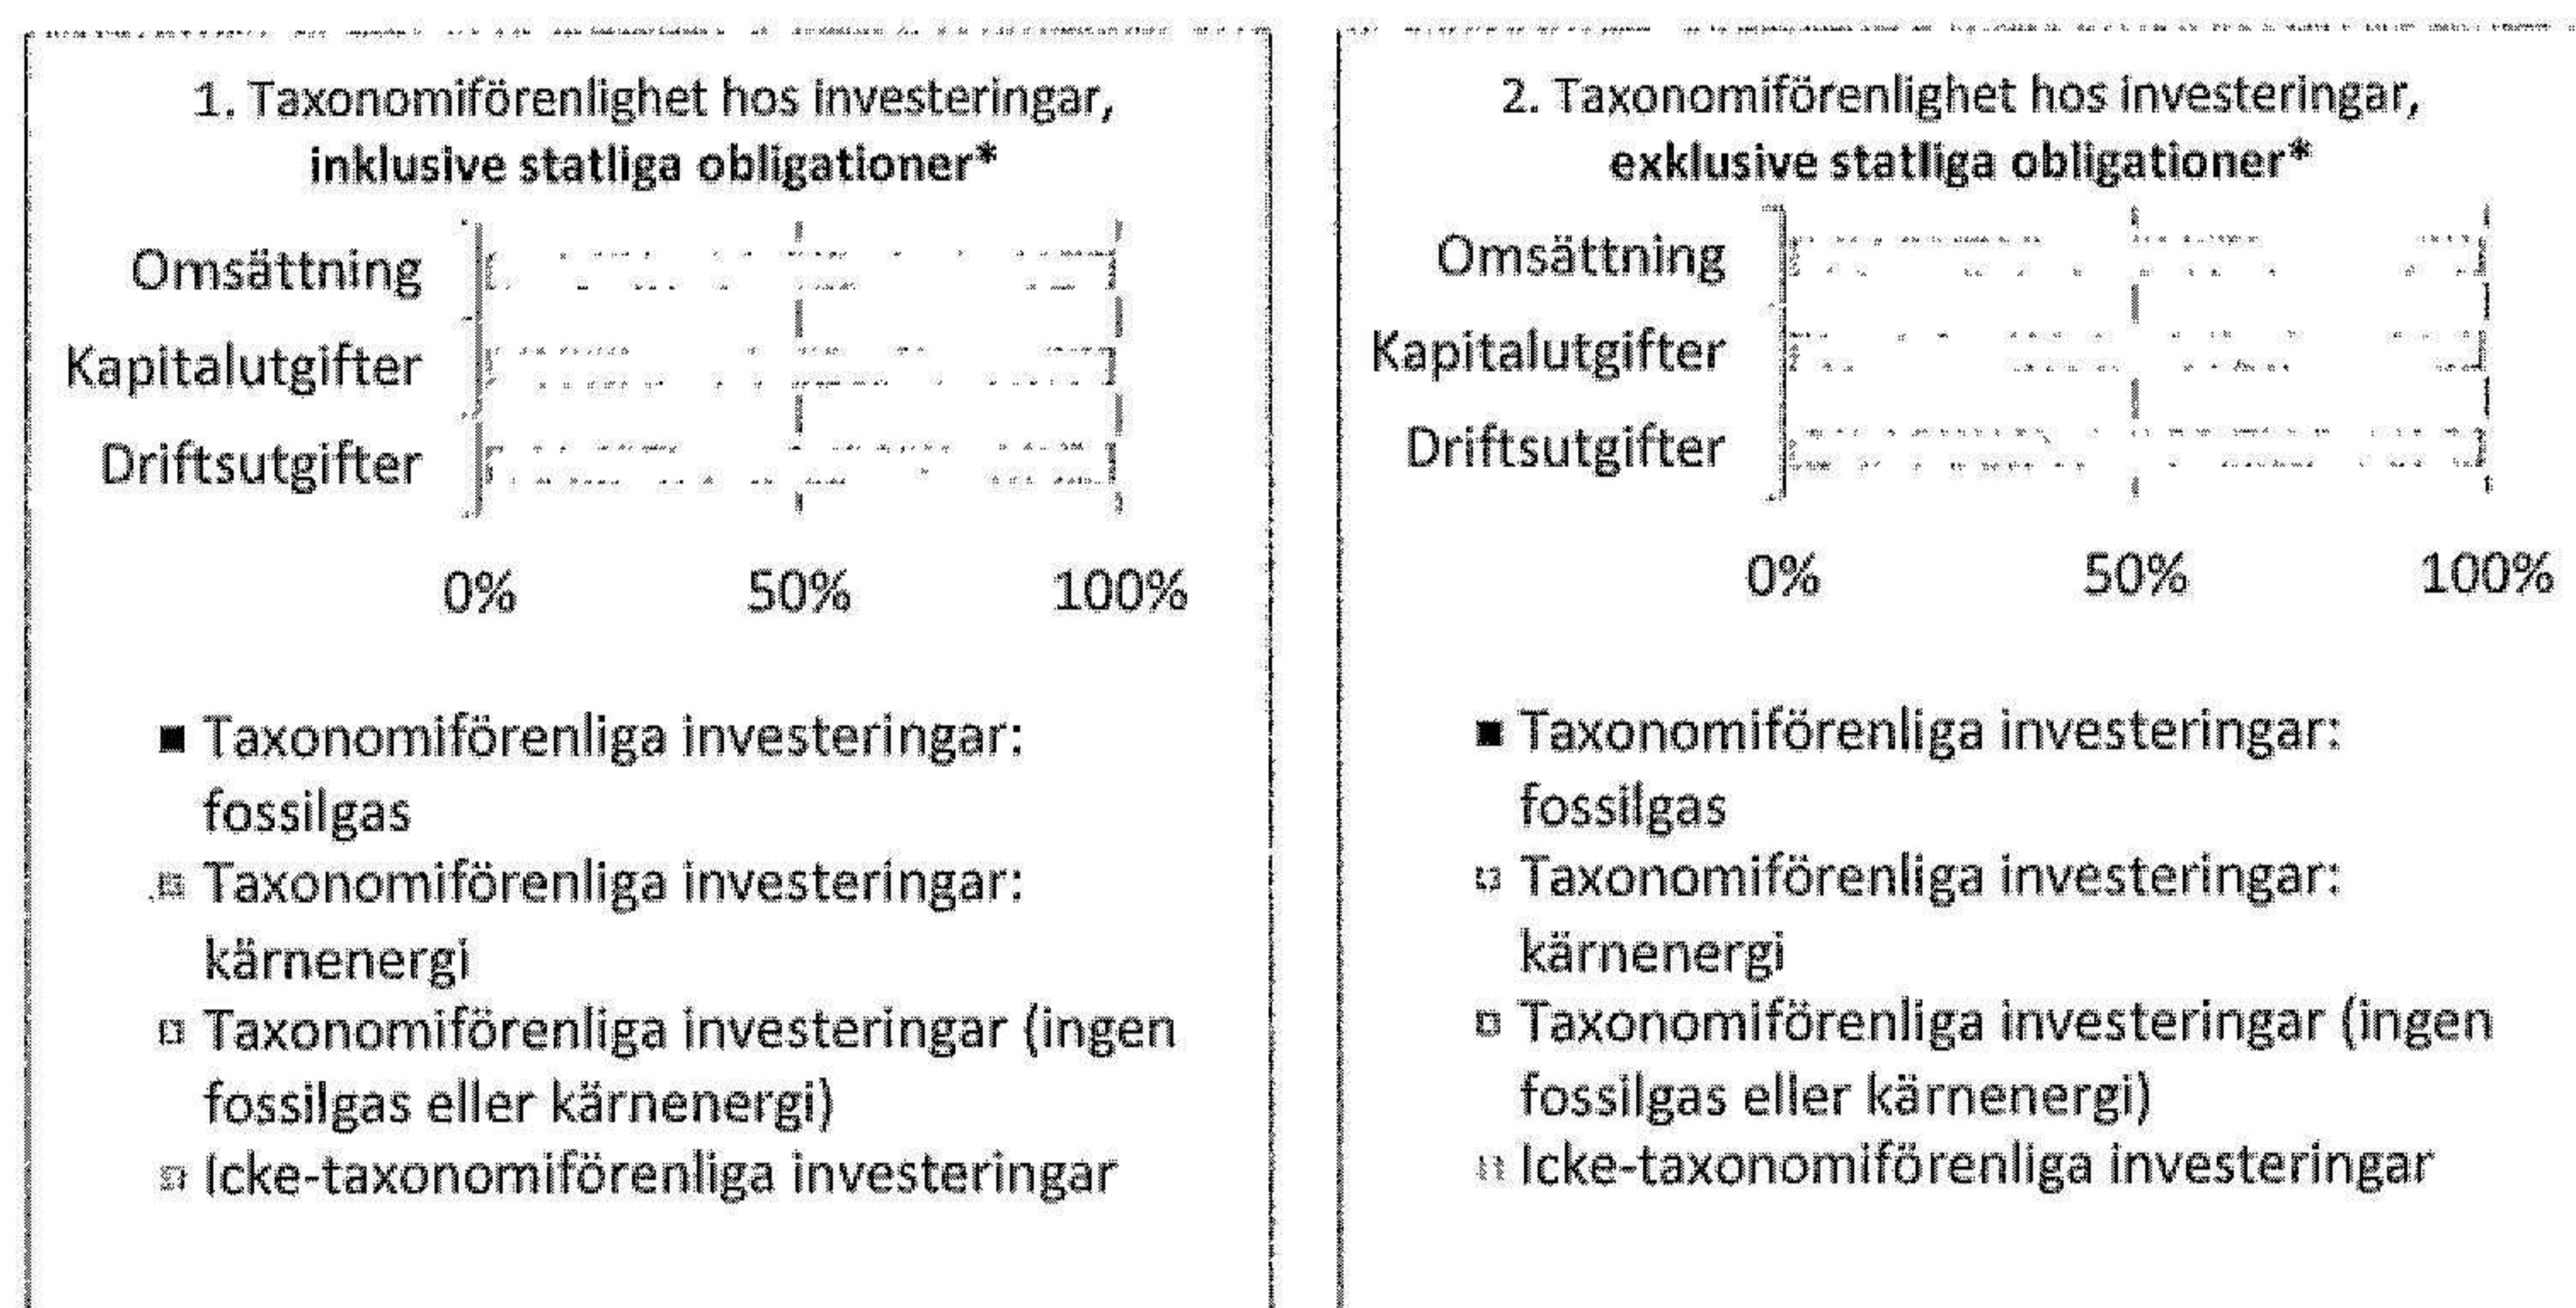 1. Taxonomiförenlighet hos investeringar,
inklusive statliga obligationer*
Omsättning
Kapitalutgifter
Driftsutgifter
0% 50% 100%
■ Taxonomiförenliga investeringar:
fossilgas
Taxonomiförenliga investeringar:
kärnenergi
Taxonomiförenliga investeringar (ingen
fossilgas eller kärnenergi)
Icke-taxonomiförenliga investeringar
2. Taxonomiförenlighet hos investeringar,
exklusive statliga obligationer*
Omsättning
Kapitalutgifter
Driftsutgifter
0% 50% 100%
■ Taxonomiförenliga investeringar:
fossilgas
Taxonomiförenliga investeringar:
kärnenergi
Taxonomiförenliga investeringar (ingen
fossilgas eller kärnenergi)
Icke-taxonomiförenliga investeringar